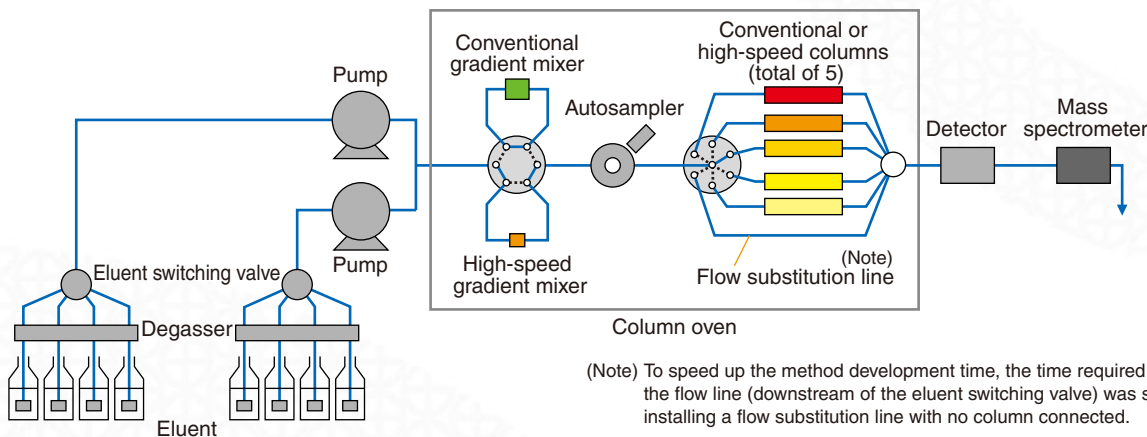 Conventional
gradient mixer
Conventional or
high-speed columns
(total of 5)
Pump
Autosampler
Detector
Mass
spectrometer
Pump
High-speed
gradient mixer
(Note)
Flow substitution line
Eluent switching valve
Column oven
Degasser
Eluent
(Note) To speed up the method development time, the time required
the flow line (downstream of the eluent switching valve) was
installing a flow substitution line with no column connected.